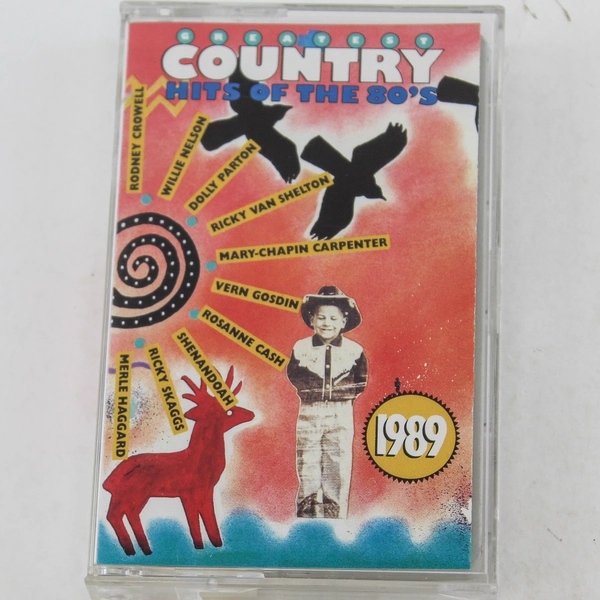 GREATEST
COUNTRY
HITS OF THE 80'S
RODNEY CROWELL
WILLIE NELSON
DOLLY PARTON
RICKY VAN SHELTON
MARY-CHAPIN CARPENTER
VERN GOSDIN
ROSANNE CASH
SHENANDOAH
RICKY SKAGGS
MERLE HAGGARD
1989